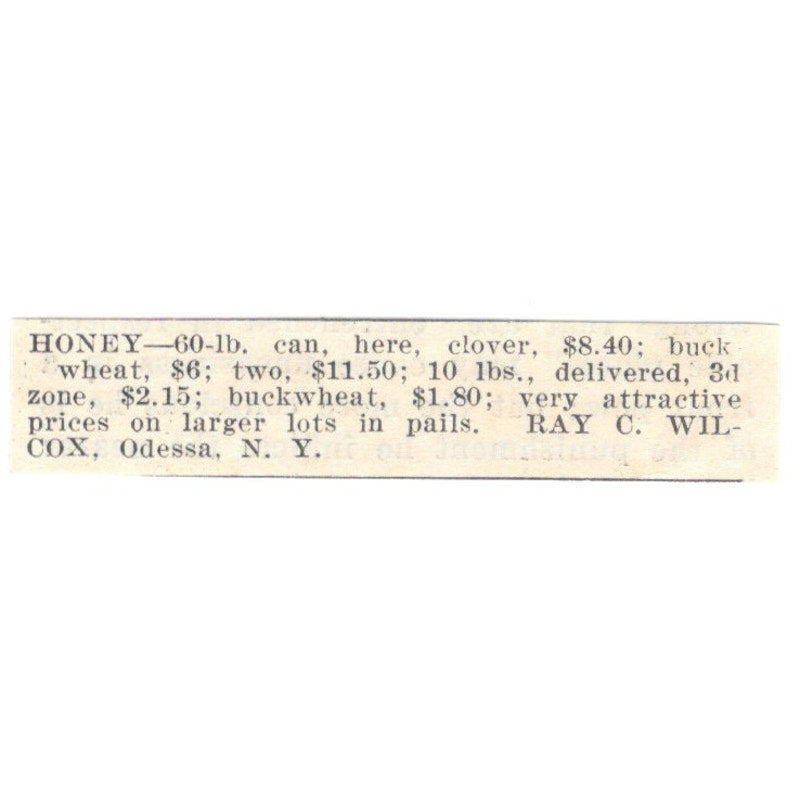 HONEY—60-lb. can, here, clover, $8.40; buck
wheat, $6; two, $11.50; 10 lbs., delivered, 3d
zone, $2.15; buckwheat, $1.80; very attractive
prices on larger lots in pails. RAY C. WIL-
COX, Odessa, N. Y.